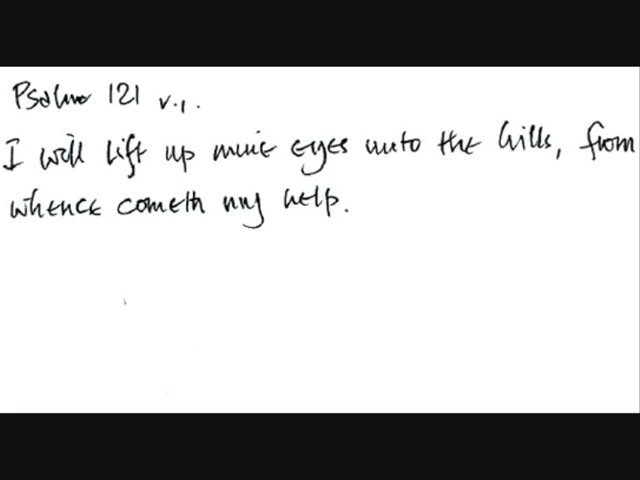 Psalm 121 v.1.
I will lift up mine eyes unto the hills, from
whence cometh my help.